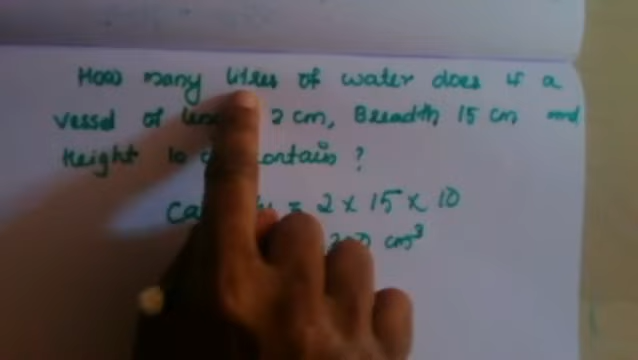 How many litres of water does if a
vessel of 2 cm, Breadth 15 cm and
Height 10 contain ?
= 2 x 15 x 10
cm³